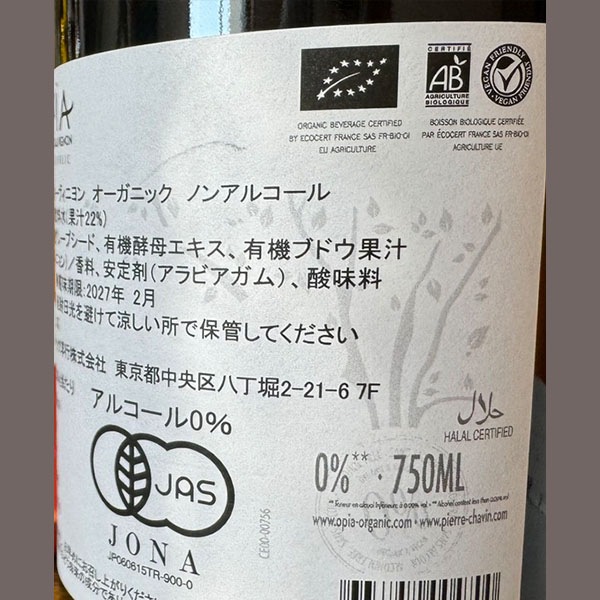 ORGANIC BEVERAGE CERTIFIED
BY ECOCERT FRANCE SAS FR-BIO-01
EU AGRICULTURE
CERTIFIÉ
AB
AGRICULTURE
BIOLOGIQUE
VEGAN FRIENDLY
VEGAN FRIENDLY
BOISSON BIOLOGIQUE CERTIFIÉE
PAR ECOCERT FRANCE SAS FR-BIO-01
AGRICULTURE UE
オーガニック ノンアルコール
(果汁22%)
シード、有機酵母エキス、有機ブドウ果汁
/香料、安定剤(アラビアガム)、酸味料
期限:2027年 2月
日光を避けて涼しい所で保管してください
株式会社 東京都中央区八丁堀2-21-6 7F
アルコール0%
JAS
JONA
JP060615TR-900-0
CE00-00756
حلال
HALAL CERTIFIED
0%** · 750ML
www.opia-organic.com · www.pierre-chavin.com